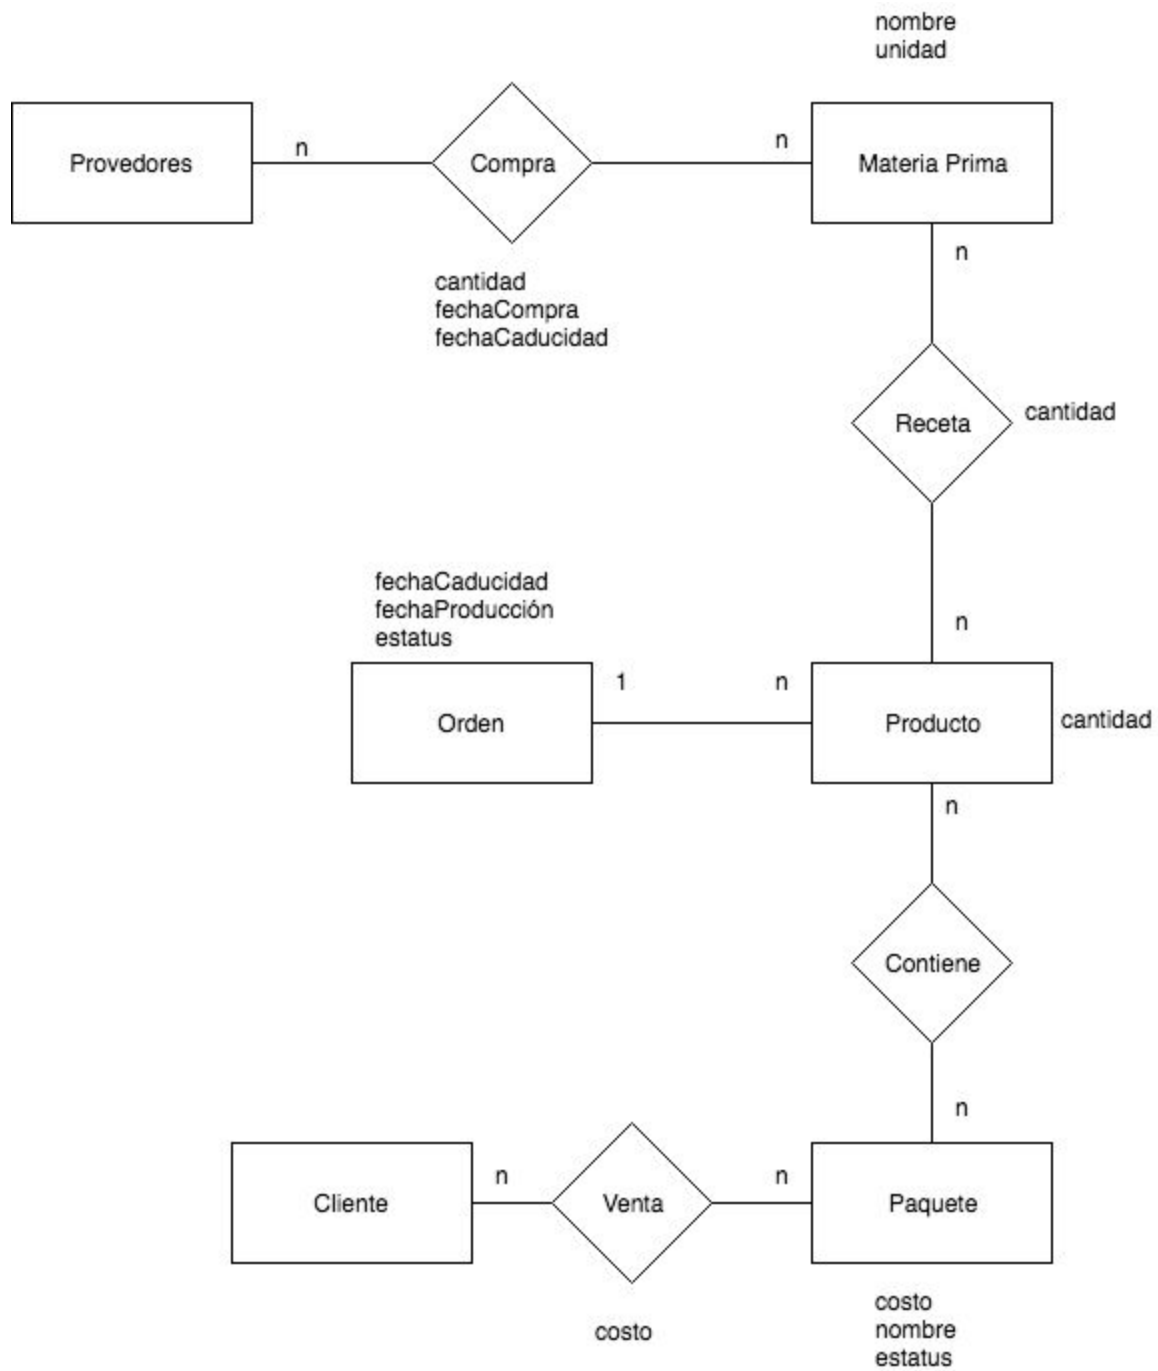 nombre
unidad
Provedores
n
Compra
n
Materia Prima
n
cantidad
fechaCompra
fechaCaducidad
Receta
cantidad
fechaCaducidad
fechaProducción
estatus
n
Orden
1
n
Producto
cantidad
n
Contiene
n
Cliente
n
Venta
n
Paquete
costo
costo
nombre
estatus